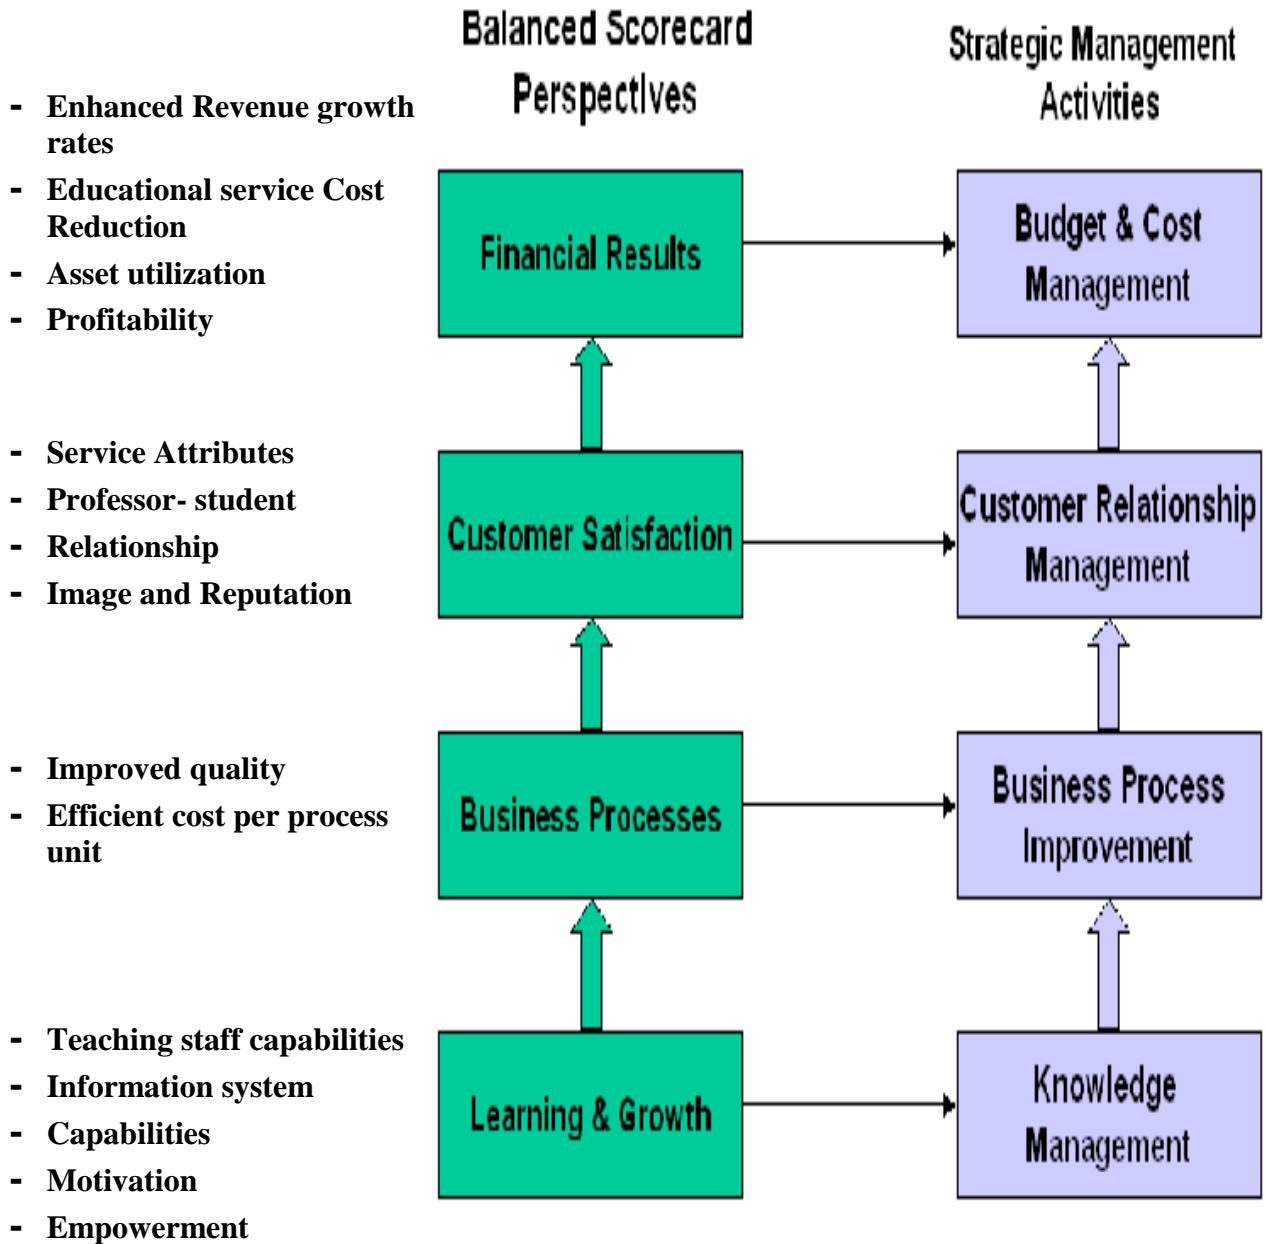 Balanced Scorecard
Perspectives
Strategic Management
Activities
- Enhanced Revenue growth
rates
- Educational service Cost
Reduction
- Asset utilization
- Profitability
Financial Results
Budget & Cost
Management
- Service Attributes
- Professor- student
- Relationship
- Image and Reputation
Customer Satisfaction
Customer Relationship
Management
- Improved quality
- Efficient cost per process
unit
Business Processes
Business Process
Improvement
- Teaching staff capabilities
- Information system
- Capabilities
- Motivation
- Empowerment
Learning & Growth
Knowledge
Management